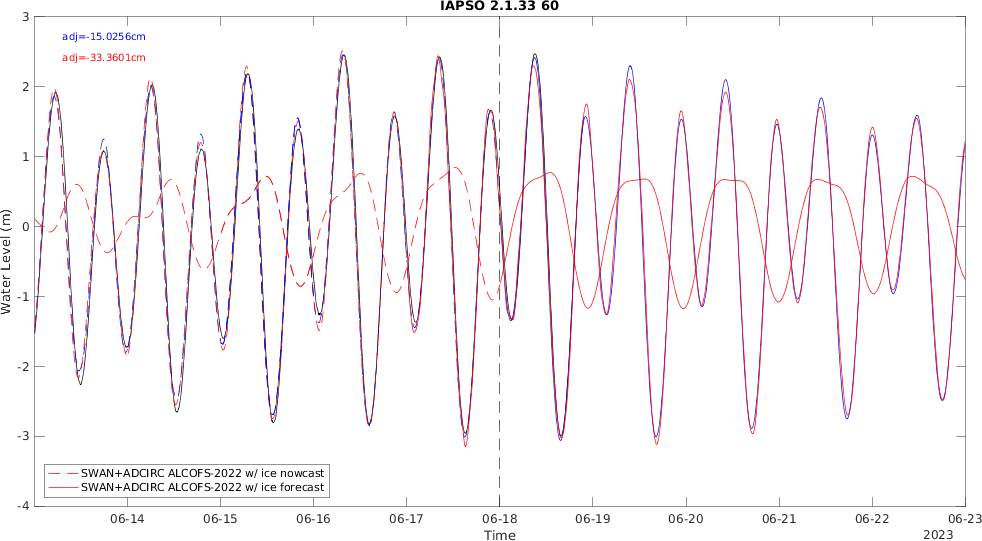 IAPSO 2.1.33 60
adj=-15.0256cm
adj=-33.3601cm
3
2
1
0
-1
-2
-3
-4
Water Level (m)
SWAN+ADCIRC ALCOFS-2022 w/ ice nowcast
SWAN+ADCIRC ALCOFS-2022 w/ ice forecast
06-14 06-15 06-16 06-17 06-18 06-19 06-20 06-21 06-22 06-23
Time
2023